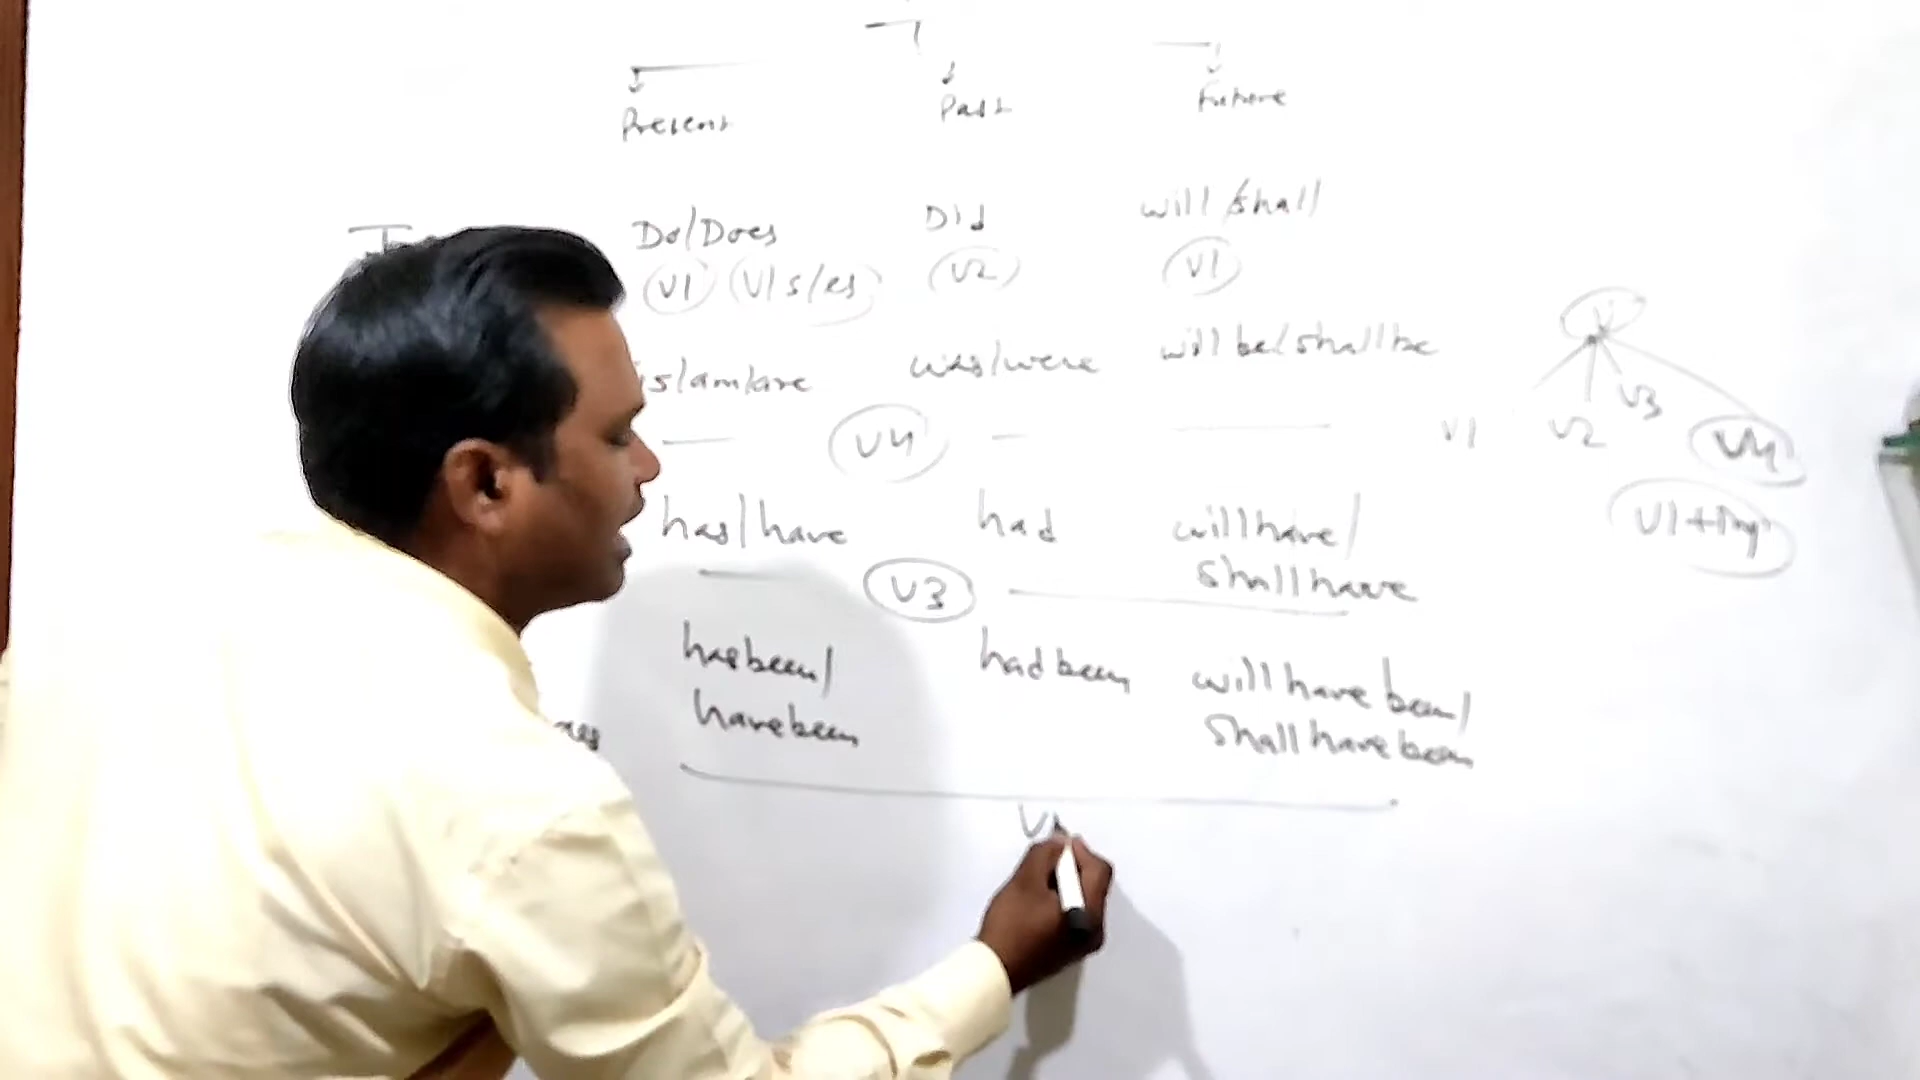 Present Past Future
Do/Does Did will/shall
V1 V1 s/es V2 V1
is/am/are was/were will be/shall be
V
V1 V2 V3 V4
V4
has/have had will have/
shall have
V1+ing
V3
has been/ had been will have been/
have been shall have been